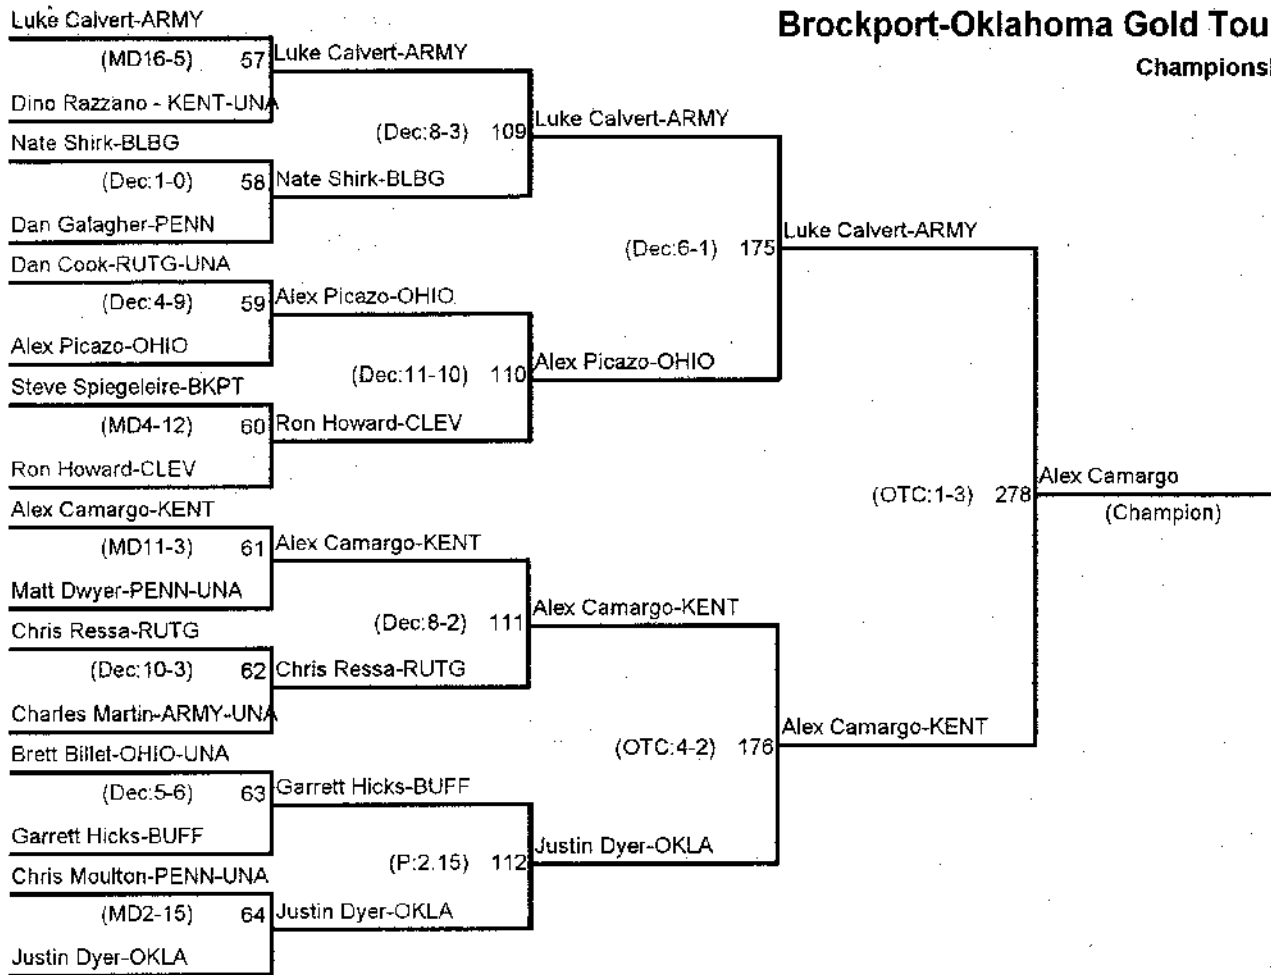 Brockport-Oklahoma Gold Tou
Champions
Luke Calvert-ARMY
(MD16-5) 57
Dino Razzano - KENT-UNA
Luke Calvert-ARMY
Nate Shirk-BLBG
(Dec:1-0) 58
Dan Galagher-PENN
Nate Shirk-BLBG
(Dec:8-3) 109
Luke Calvert-ARMY
Dan Cook-RUTG-UNA
(Dec:4-9) 59
Alex Picazo-OHIO
Alex Picazo-OHIO
Steve Spiegeleire-BKPT
(MD4-12) 60
Ron Howard-CLEV
Ron Howard-CLEV
(Dec:11-10) 110
Alex Picazo-OHIO
(Dec:6-1) 175
Luke Calvert-ARMY
Alex Camargo-KENT
(MD11-3) 61
Matt Dwyer-PENN-UNA
Alex Camargo-KENT
Chris Ressa-RUTG
(Dec:10-3) 62
Charles Martin-ARMY-UNA
Chris Ressa-RUTG
(Dec:8-2) 111
Alex Camargo-KENT
Brett Billet-OHIO-UNA
(Dec:5-6) 63
Garrett Hicks-BUFF
Garrett Hicks-BUFF
Chris Moulton-PENN-UNA
(MD2-15) 64
Justin Dyer-OKLA
Justin Dyer-OKLA
(P:2.15) 112
Justin Dyer-OKLA
(OTC:4-2) 176
Alex Camargo-KENT
(OTC:1-3) 278
Alex Camargo
(Champion)